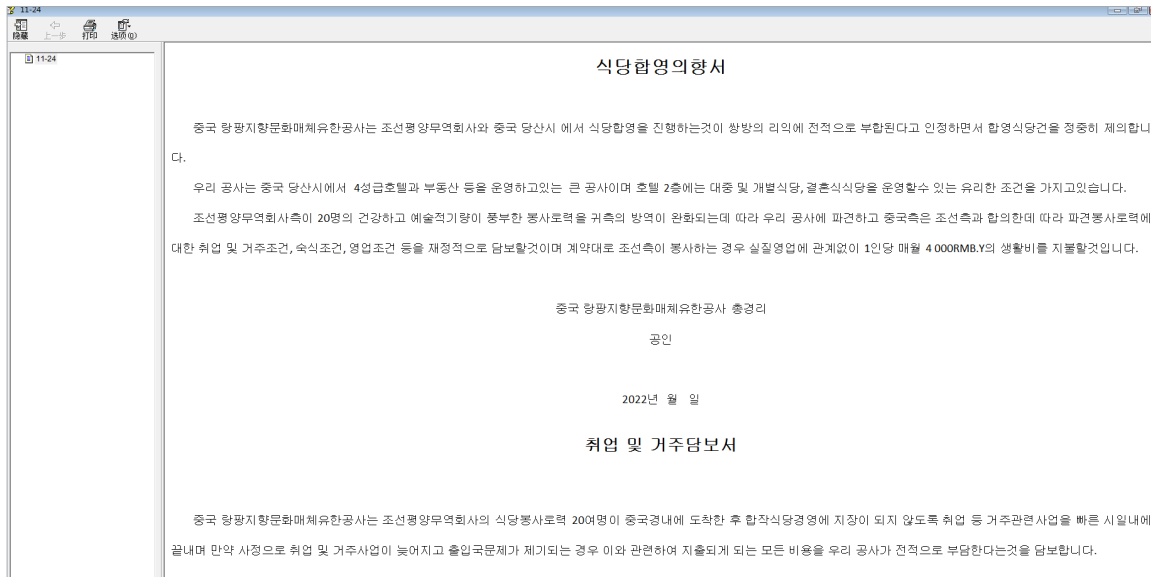 11-24
隐藏 上一步 打印 选项(O)
11-24
식당합영의향서
중국 랑팡지향문화매체유한공사는 조선평양무역회사와 중국 당산시 에서 식당합영을 진행하는것이 쌍방의 리익에 전적으로 부합된다고 인정하면서 합영식당건을 정중히 제의합니
다.
우리 공사는 중국 당산시에서 4성급호텔과 부동산 등을 운영하고있는 큰 공사이며 호텔 2층에는 대중 및 개별식당,결혼식식당을 운영할수 있는 유리한 조건을 가지고있습니다.
조선평양무역회사측이 20명의 건강하고 예술적기량이 풍부한 봉사로력을 귀측의 방역이 완화되는데 따라 우리 공사에 파견하고 중국측은 조선측과 합의한데 따라 파견봉사로력에
대한 취업 및 거주조건, 숙식조건, 영업조건 등을 재정적으로 담보할것이며 계약대로 조선측이 봉사하는 경우 실질영업에 관계없이 1인당 매월 4 000RMB.Y의 생활비를 지불할것입니다.
중국 랑팡지향문화매체유한공사 총경리
공인
2022년 월 일
취업 및 거주담보서
중국 랑팡지향문화매체유한공사는 조선평양무역회사의 식당봉사로력 20여명이 중국경내에 도착한 후 합작식당경영에 지장이 되지 않도록 취업 등 거주관련사업을 빠른 시일내에
끝내며 만약 사정으로 취업 및 거주사업이 늦어지고 출입국문제가 제기되는 경우 이와 관련하여 지출되게 되는 모든 비용을 우리 공사가 전적으로 부담한다는것을 담보합니다.